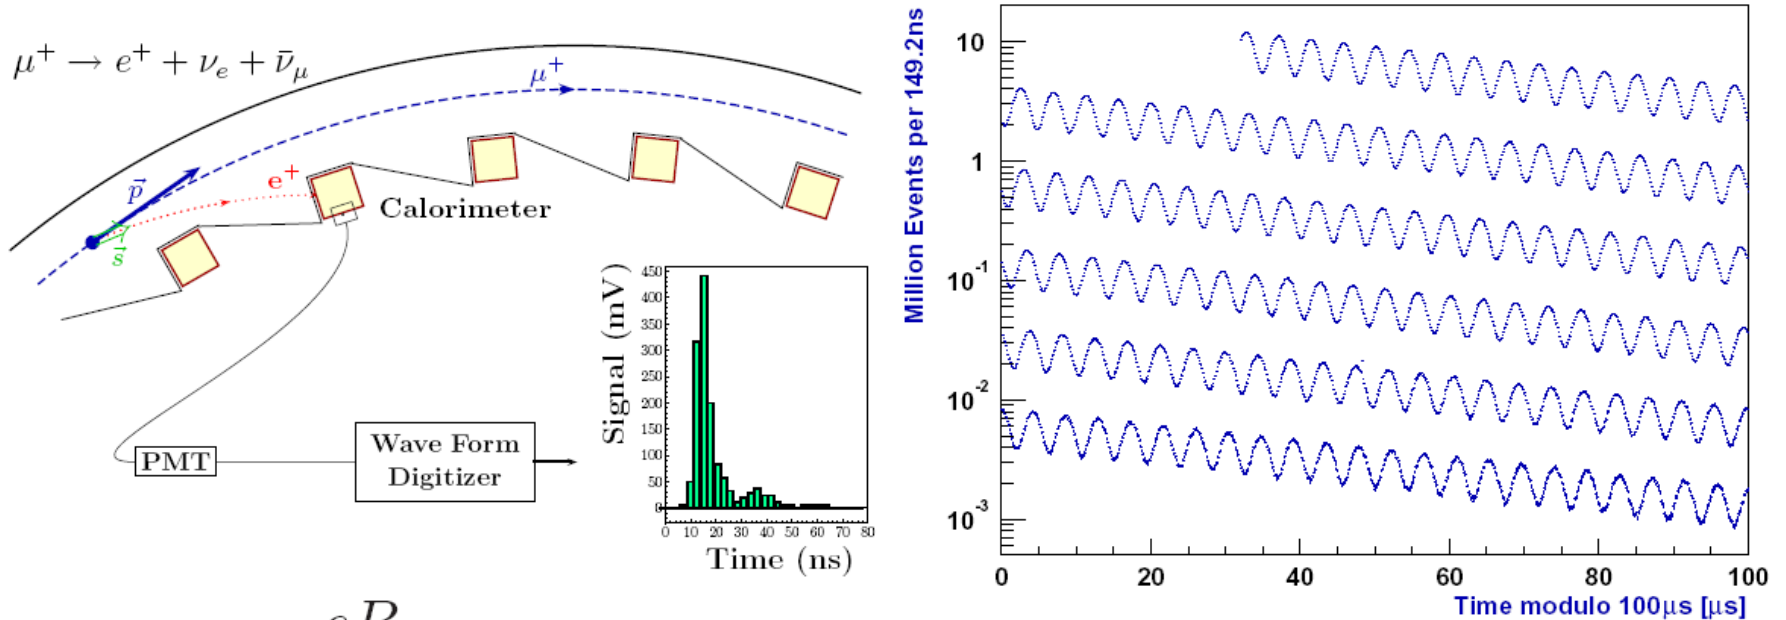 μ⁺ → e⁺ + ν_e + ν̄_μ
μ⁺
p⃗
s⃗
e⁺
Calorimeter
PMT
Wave Form
Digitizer
Signal (mV)
450
400
350
300
250
200
150
100
50
0
0 10 20 30 40 50 60 70 80
Time (ns)
Million Events per 149.2ns
10
1
10⁻¹
10⁻²
10⁻³
0 20 40 60 80 100
Time modulo 100μs [μs]